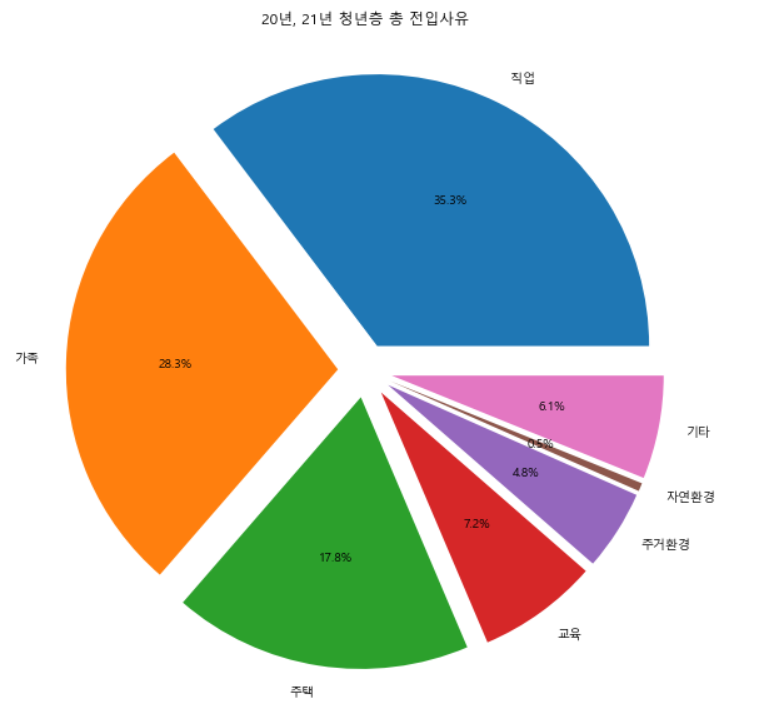 20년, 21년 청년층 총 전입사유
직업
35.3%
가족
28.3%
6.1%
기타
0.5%
4.8%
자연환경
7.2%
주거환경
17.8%
교육
주택